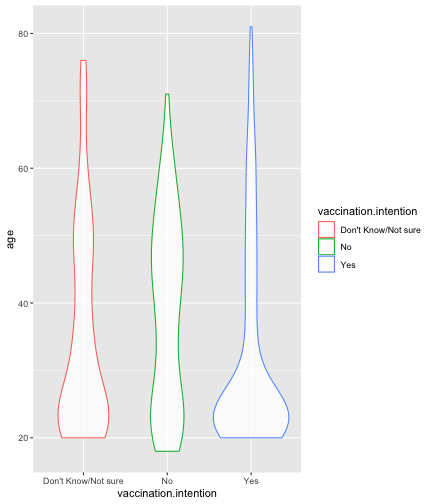 80
60
40
20
age
Don't Know/Not sure No Yes
vaccination.intention
vaccination.intention
Don't Know/Not sure
No
Yes